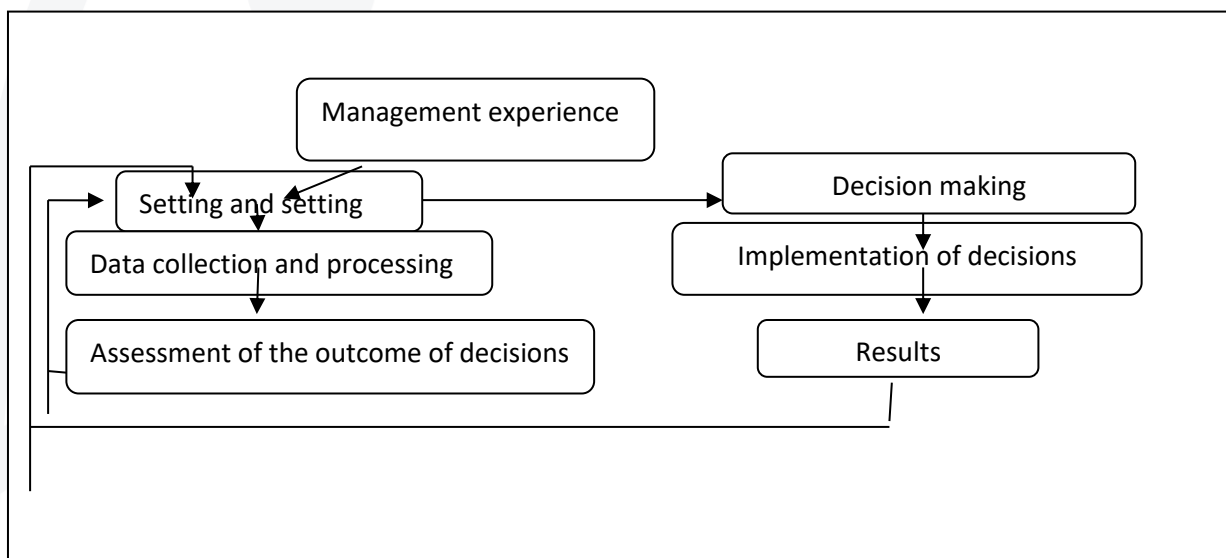 Management experience
Setting and setting
Data collection and processing
Assessment of the outcome of decisions
Decision making
Implementation of decisions
Results